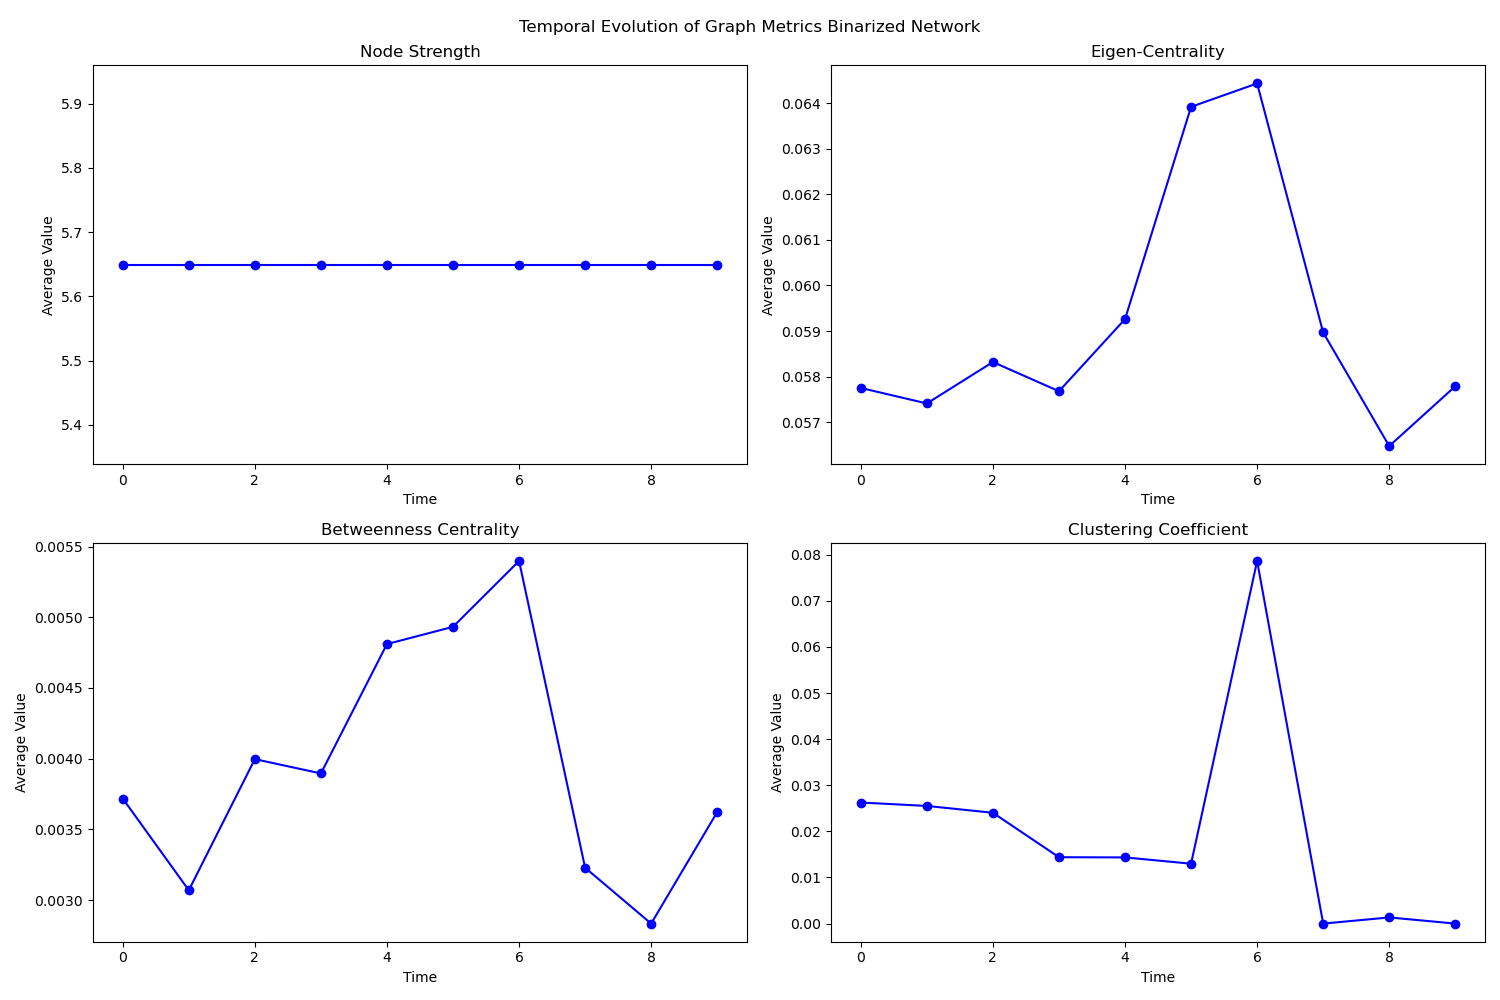 Temporal Evolution of Graph Metrics Binarized Network
Node Strength
Average Value
5.9
5.8
5.7
5.6
5.5
5.4
0 2 4 6 8
Time
Eigen-Centrality
Average Value
0.064
0.063
0.062
0.061
0.060
0.059
0.058
0.057
0 2 4 6 8
Time
Betweenness Centrality
Average Value
0.0055
0.0050
0.0045
0.0040
0.0035
0.0030
0 2 4 6 8
Time
Clustering Coefficient
Average Value
0.08
0.07
0.06
0.05
0.04
0.03
0.02
0.01
0.00
0 2 4 6 8
Time